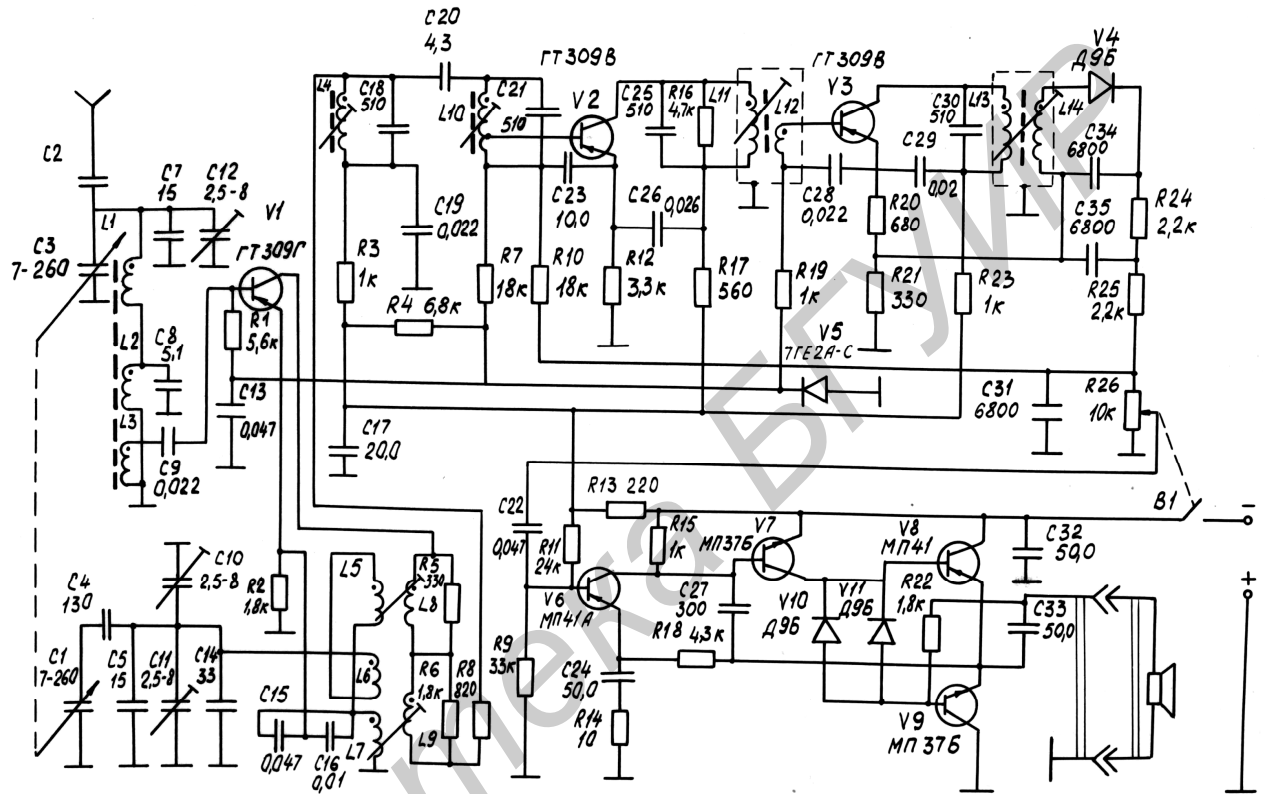 C20
4,3
ГТ309В
ГТ309В
V4
Д9Б
L4
C18
510
L10
C21
510
V2
C25
510
R16
4,7к
L11
L12
V3
C30
510
L13
L14
C34
6800
C2
C7
15
C12
2,5-8
V1
ГТ309Г
C3
7-260
L1
C19
0,022
C23
10,0
C26
0,026
C28
0,022
C29
0,02
R20
680
C35
6800
R24
2,2к
R3
1к
R4 6,8к
R7
18к
R10
18к
R12
3,3к
R17
560
R19
1к
R21
330
R23
1к
R25
2,2к
V5
7ГЕ2А-С
R1
5,6к
L2
C8
5,1
C13
0,047
L3
C9
0,022
C17
20,0
C31
6800
R26
10к
C22
0,047
R13 220
R11
24к
R15
1к
V7
МП37Б
V8
МП41
C32
50,0
B1
−
+
C10
2,5-8
C4
130
R2
1,8к
L5
R5
330
L8
V6
МП41А
C27
300
V10
Д9Б
V11
Д9Б
R22
1,8к
C33
50,0
C1
7-260
C5
15
C11
2,5-8
C14
33
L6
R6
1,8к
R8
820
R9
33к
R18
4,3к
C24
50,0
R14
10
V9
МП37Б
C15
0,047
C16
0,01
L7
L9
тека БГУИР